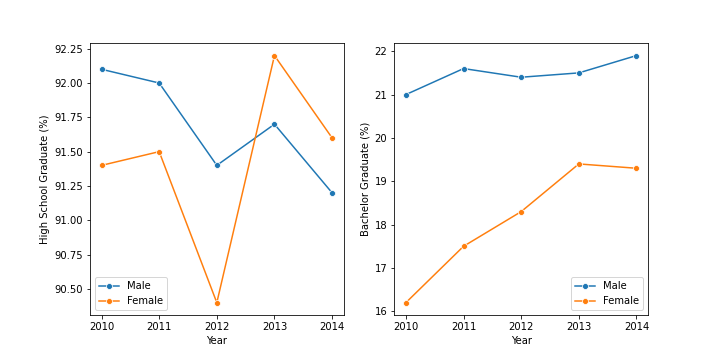 High School Graduate (%)
92.25
92.00
91.75
91.50
91.25
91.00
90.75
90.50
Male
Female
2010 2011 2012 2013 2014
Year
Bachelor Graduate (%)
22
21
20
19
18
17
16
Male
Female
2010 2011 2012 2013 2014
Year